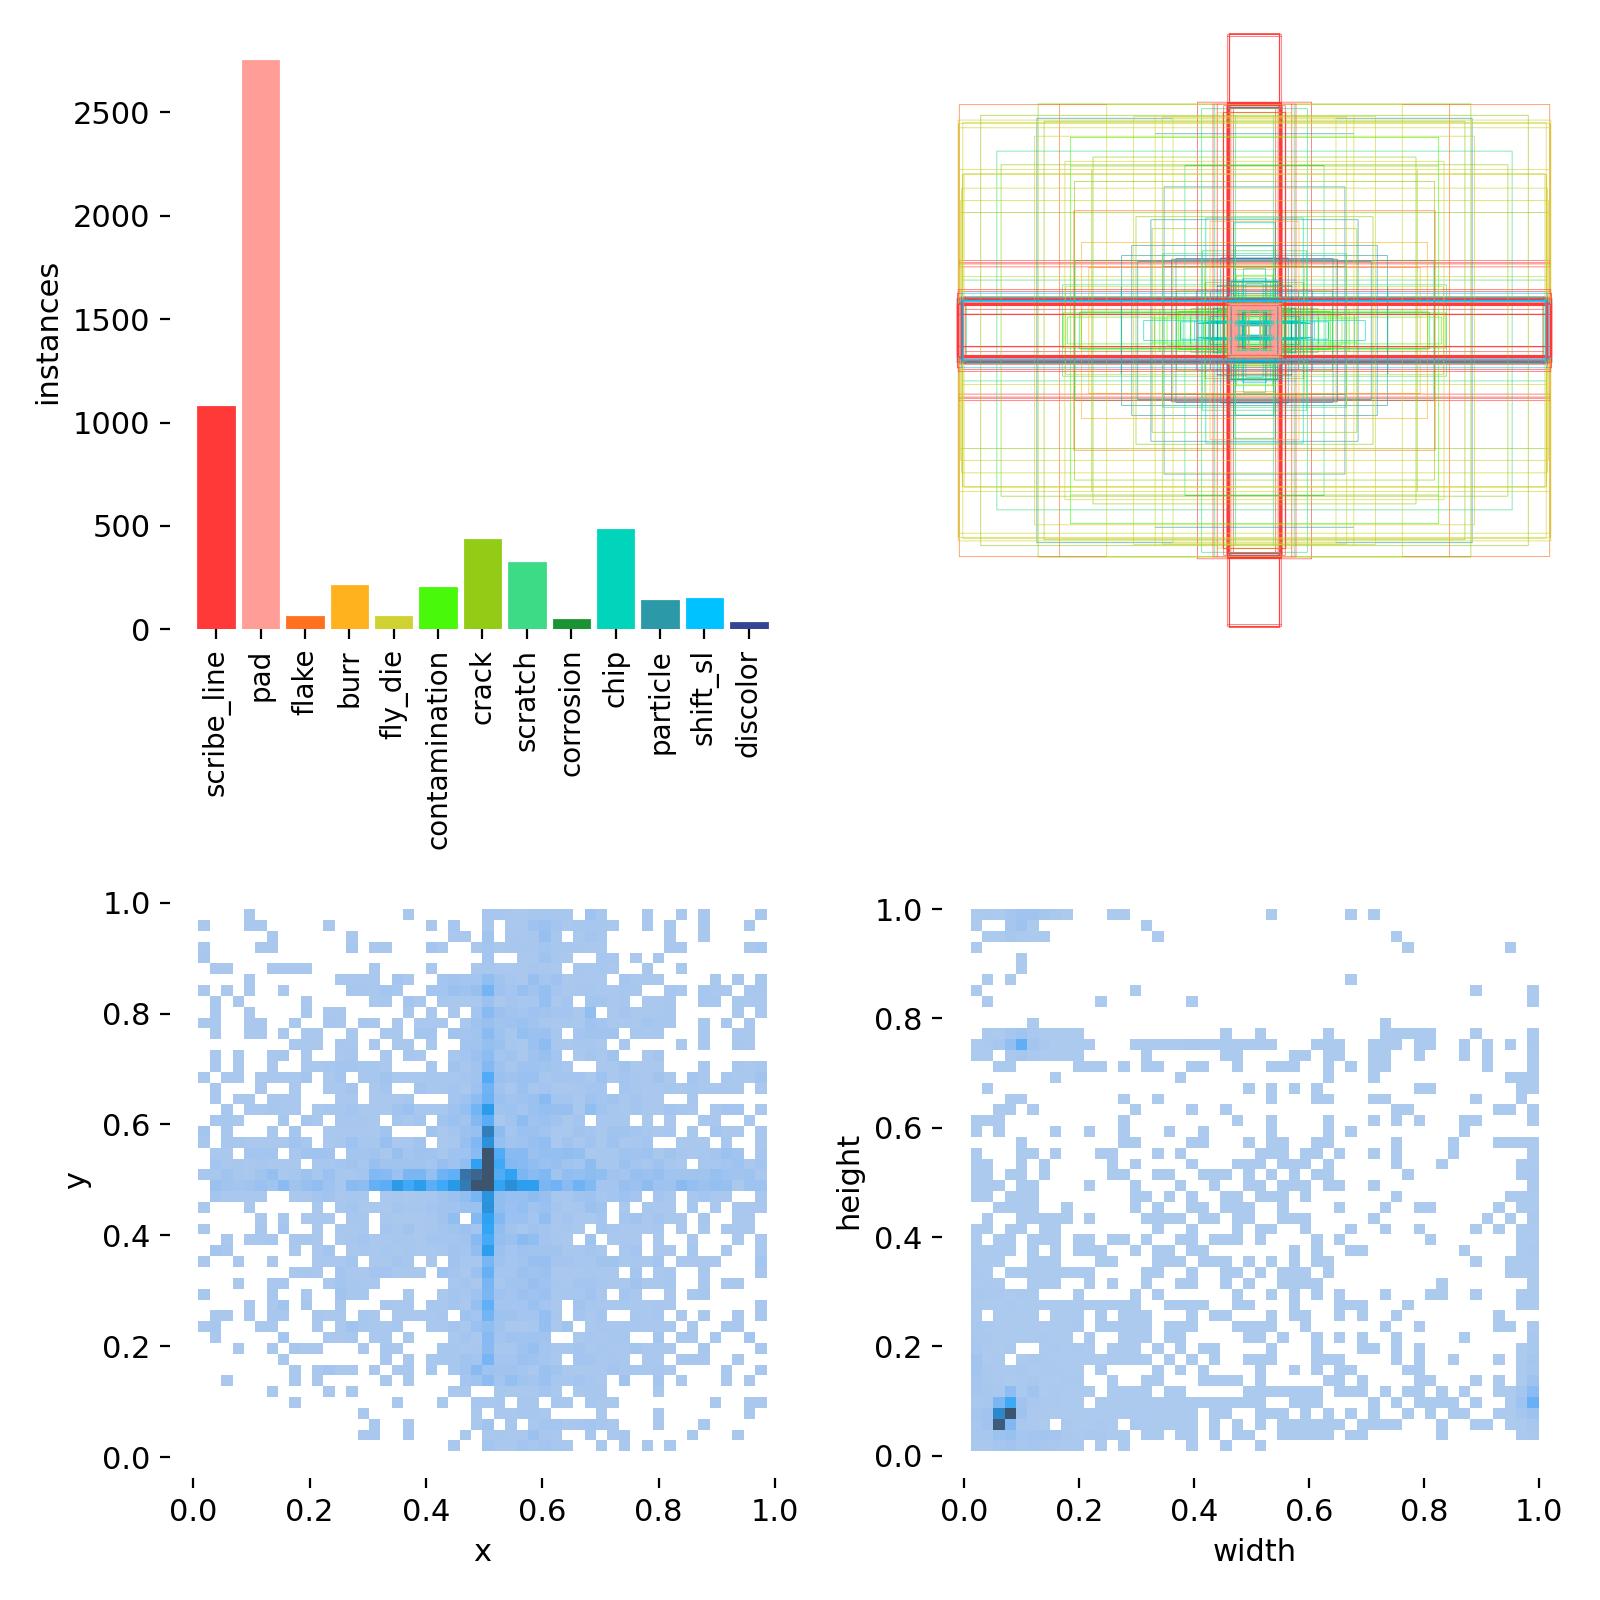 2500
2000
1500
1000
500
0
instances
scribe_line
pad
flake
burr
fly_die
contamination
crack
scratch
corrosion
chip
particle
shift_sl
discolor
1.0
0.8
0.6
0.4
0.2
0.0
y
0.0 0.2 0.4 0.6 0.8 1.0
x
1.0
0.8
0.6
0.4
0.2
0.0
height
0.0 0.2 0.4 0.6 0.8 1.0
width